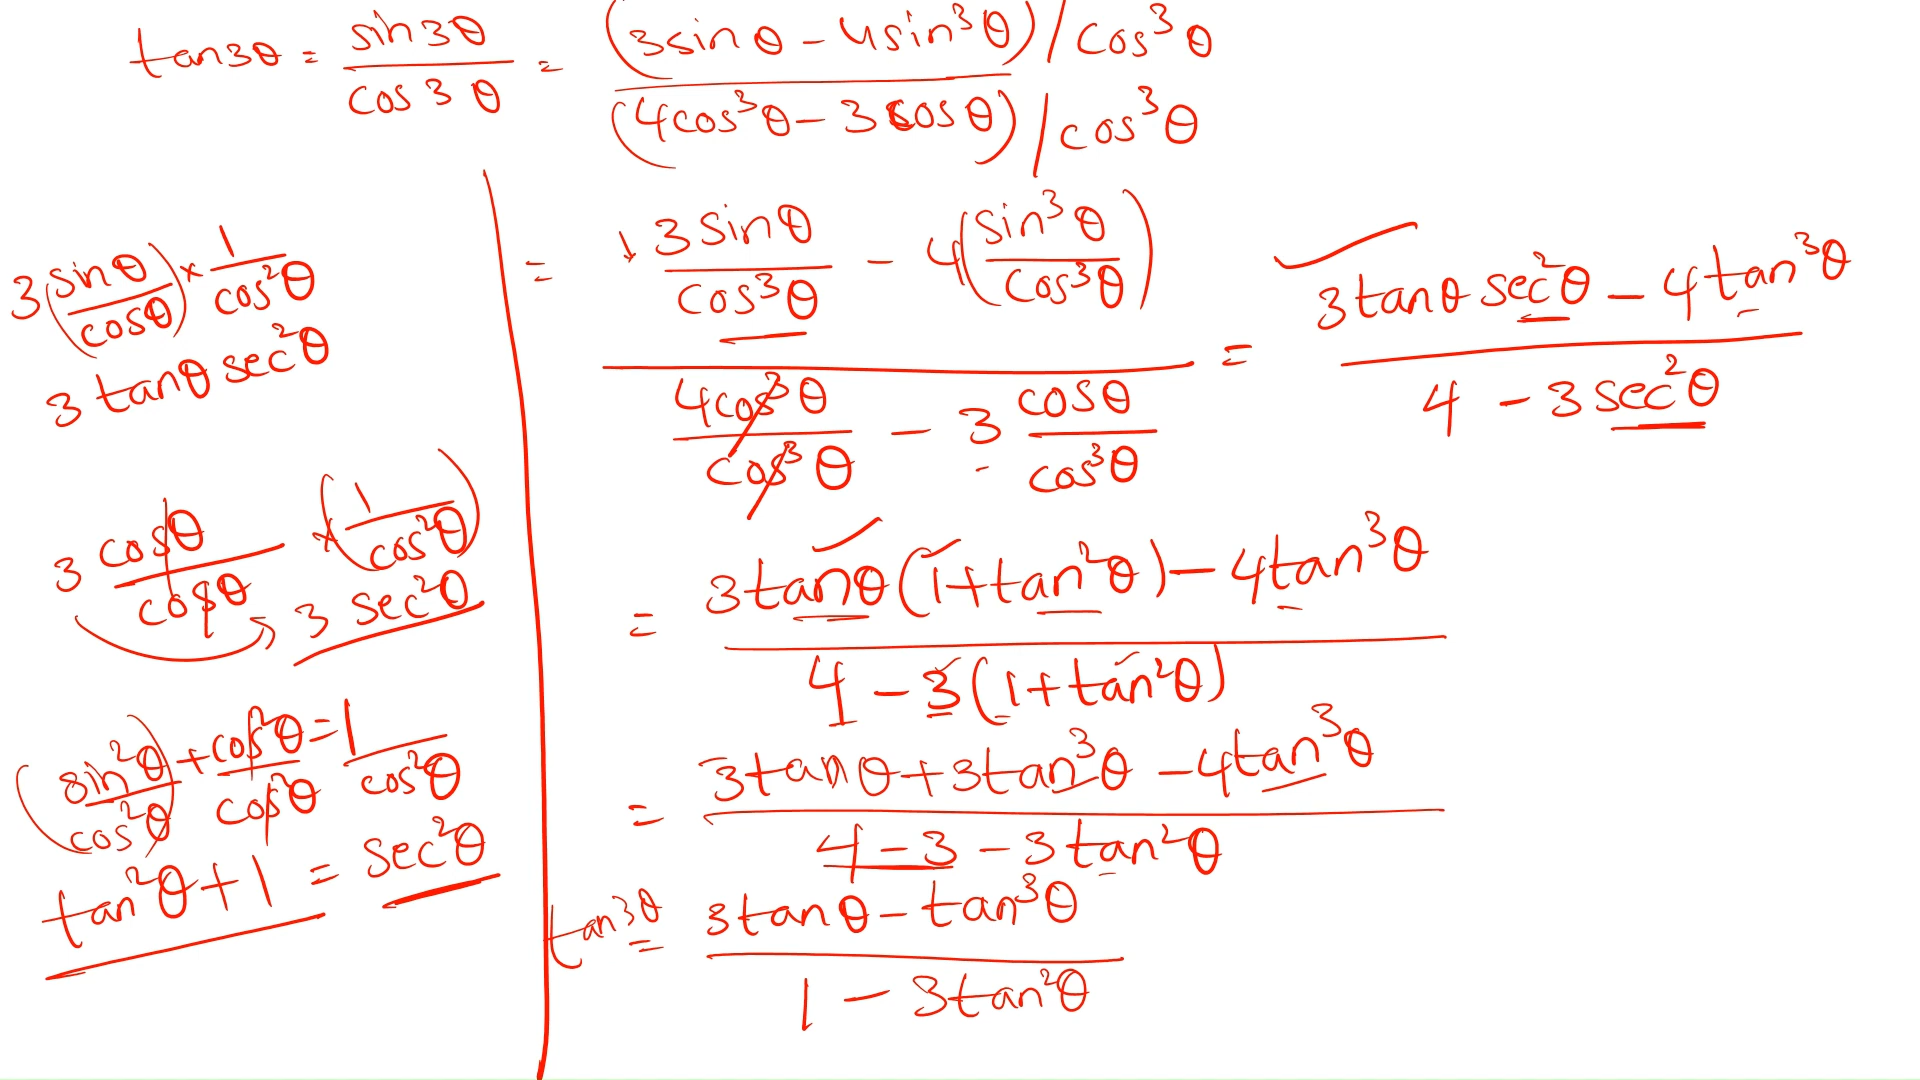 tan3θ = sin3θ / cos3θ = (3sinθ - 4sin³θ)/cos³θ / (4cos³θ - 3cosθ)/cos³θ
= 3sinθ/cos³θ - 4(sin³θ/cos³θ) / 4cos³θ/cos³θ - 3 cosθ/cos³θ = 3tanθ sec²θ - 4tan³θ / 4 - 3sec²θ
= 3tanθ(1+tan²θ) - 4tan³θ / 4 - 3(1+tan²θ)
= 3tanθ + 3tan³θ - 4tan³θ / 4 - 3 - 3tan²θ
tan3θ = 3tanθ - tan³θ / 1 - 3tan²θ
3(sinθ/cosθ) × 1/cos²θ
3 tanθ sec²θ
3 cosθ/cosθ × (1/cos²θ)
3 sec²θ
(sin²θ/cos²θ) + cos²θ/cos²θ = 1/cos²θ
tan²θ + 1 = sec²θ